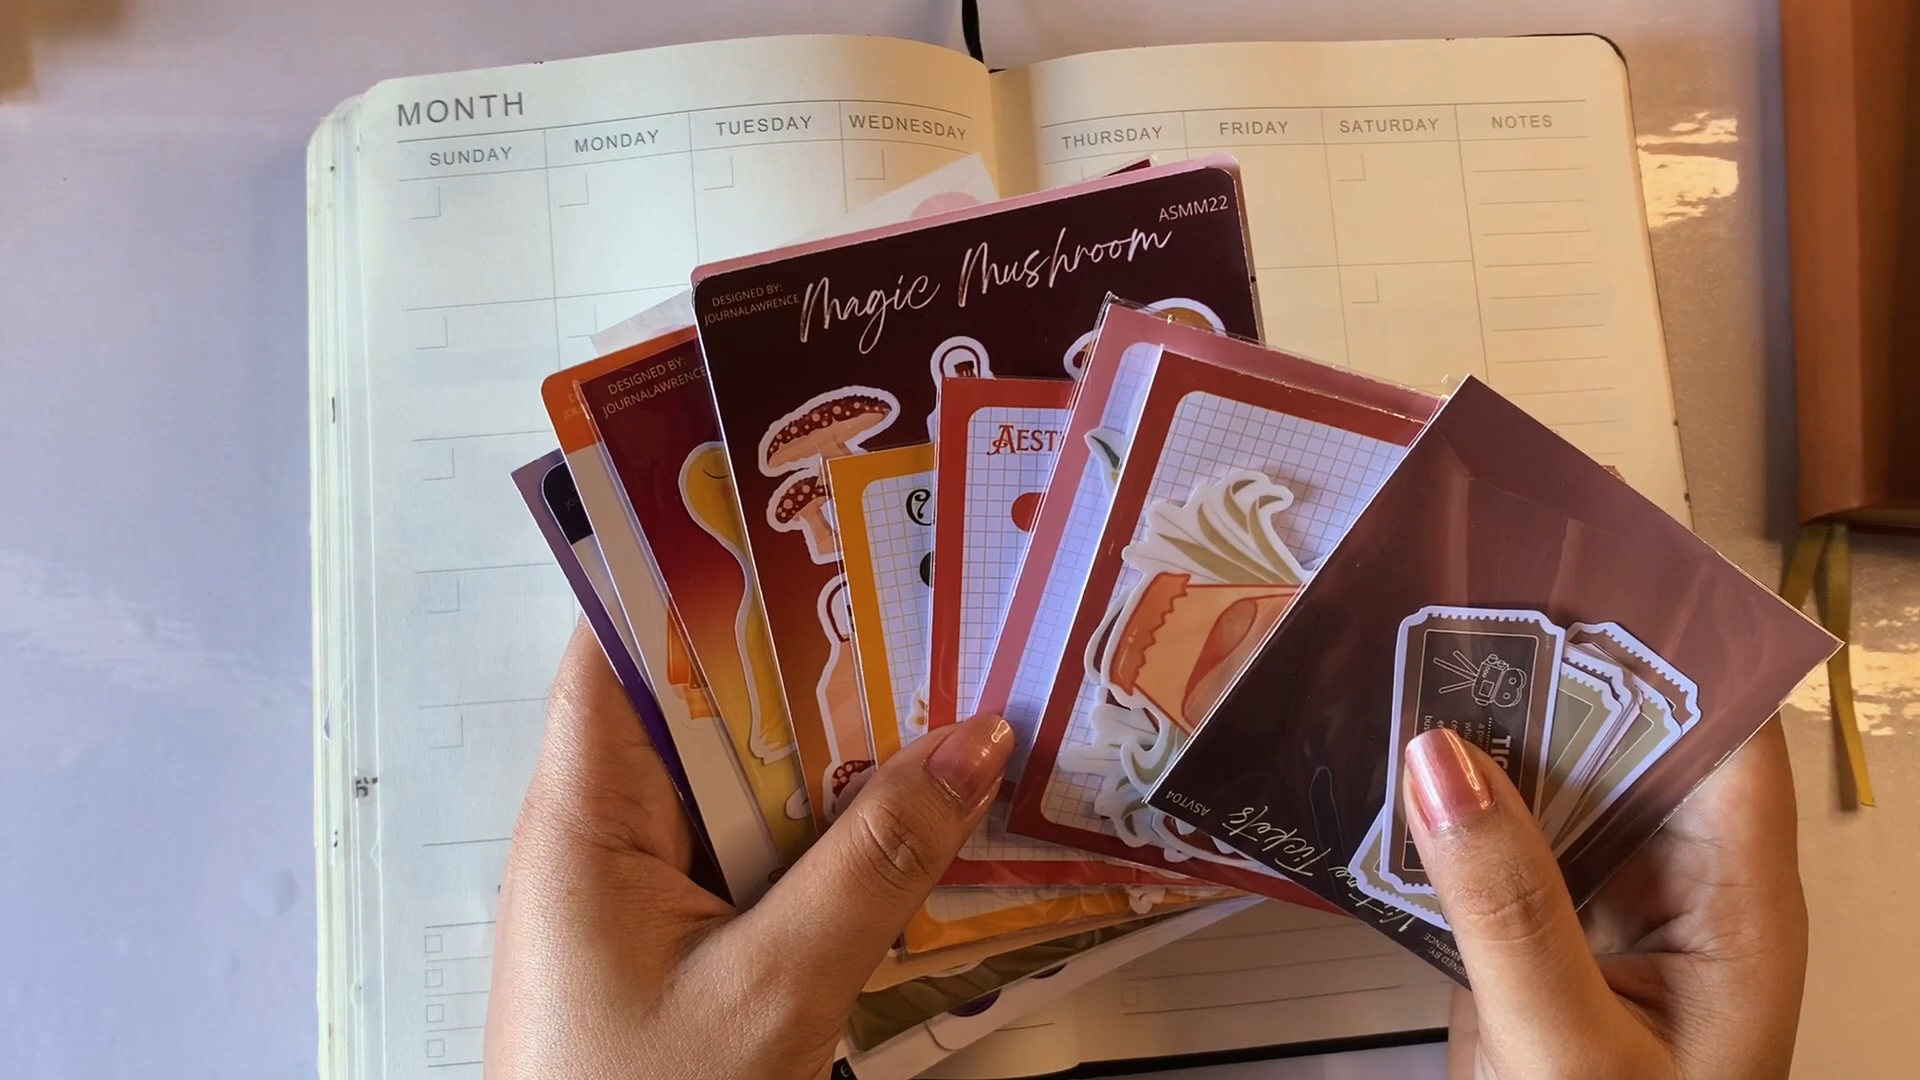 MONTH
SUNDAY
MONDAY
TUESDAY
WEDNESDAY
THURSDAY
FRIDAY
SATURDAY
NOTES
ASMM22
Magic Mushroom
DESIGNED BY:
JOURNALAWRENCE
DESIGNED BY:
JOURNALAWRENCE
ASVT04
Tickets